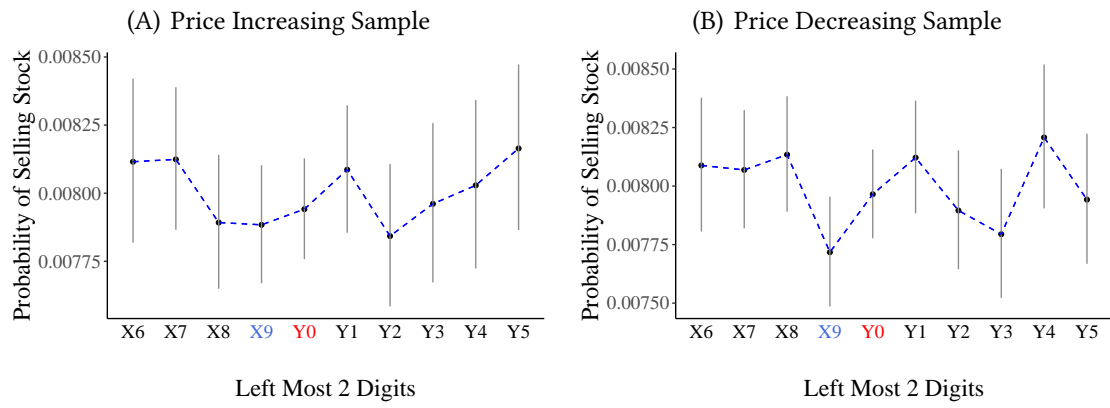 (A) Price Increasing Sample
Probability of Selling Stock
0.00850
0.00825
0.00800
0.00775
X6 X7 X8 X9 Y0 Y1 Y2 Y3 Y4 Y5
Left Most 2 Digits
(B) Price Decreasing Sample
Probability of Selling Stock
0.00850
0.00825
0.00800
0.00775
0.00750
X6 X7 X8 X9 Y0 Y1 Y2 Y3 Y4 Y5
Left Most 2 Digits